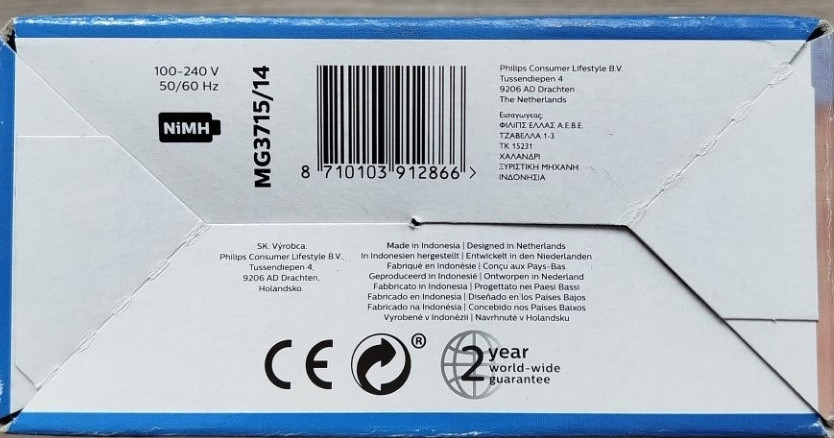 100-240 V
50/60 Hz
NiMH
MG3715/14
8 710103 912866 >
Philips Consumer Lifestyle B.V.
Tussendiepen 4
9206 AD Drachten
The Netherlands
Εισαγωγεας:
ΦΙΛΙΠΣ ΕΛΛΑΣ Α.Ε.Β.Ε.
ΤΖΑΒΕΛΛΑ 1-3
ΤΚ 15231
ΧΑΛΑΝΔΡΙ
ΞΥΡΙΣΤΙΚΗ ΜΗΧΑΝΗ
ΙΝΔΟΝΗΣΙΑ
SK: Výrobca:
Philips Consumer Lifestyle B.V.,
Tussendiepen 4,
9206 AD Drachten,
Holandsko.
Made in Indonesia | Designed in Netherlands
In Indonesien hergestellt | Entwickelt in den Niederlanden
Fabriqué en Indonésie | Conçu aux Pays-Bas
Geproduceerd in Indonesië | Ontworpen in Nederland
Fabbricato in Indonesia | Progettato nei Paesi Bassi
Fabricado en Indonesia | Diseñado en los Países Bajos
Fabricado na Indonésia | Concebido nos Países Baixos
Vyrobené v Indonézii | Navrhnuté v Holandsku
CE
®
2 year
world-wide
guarantee